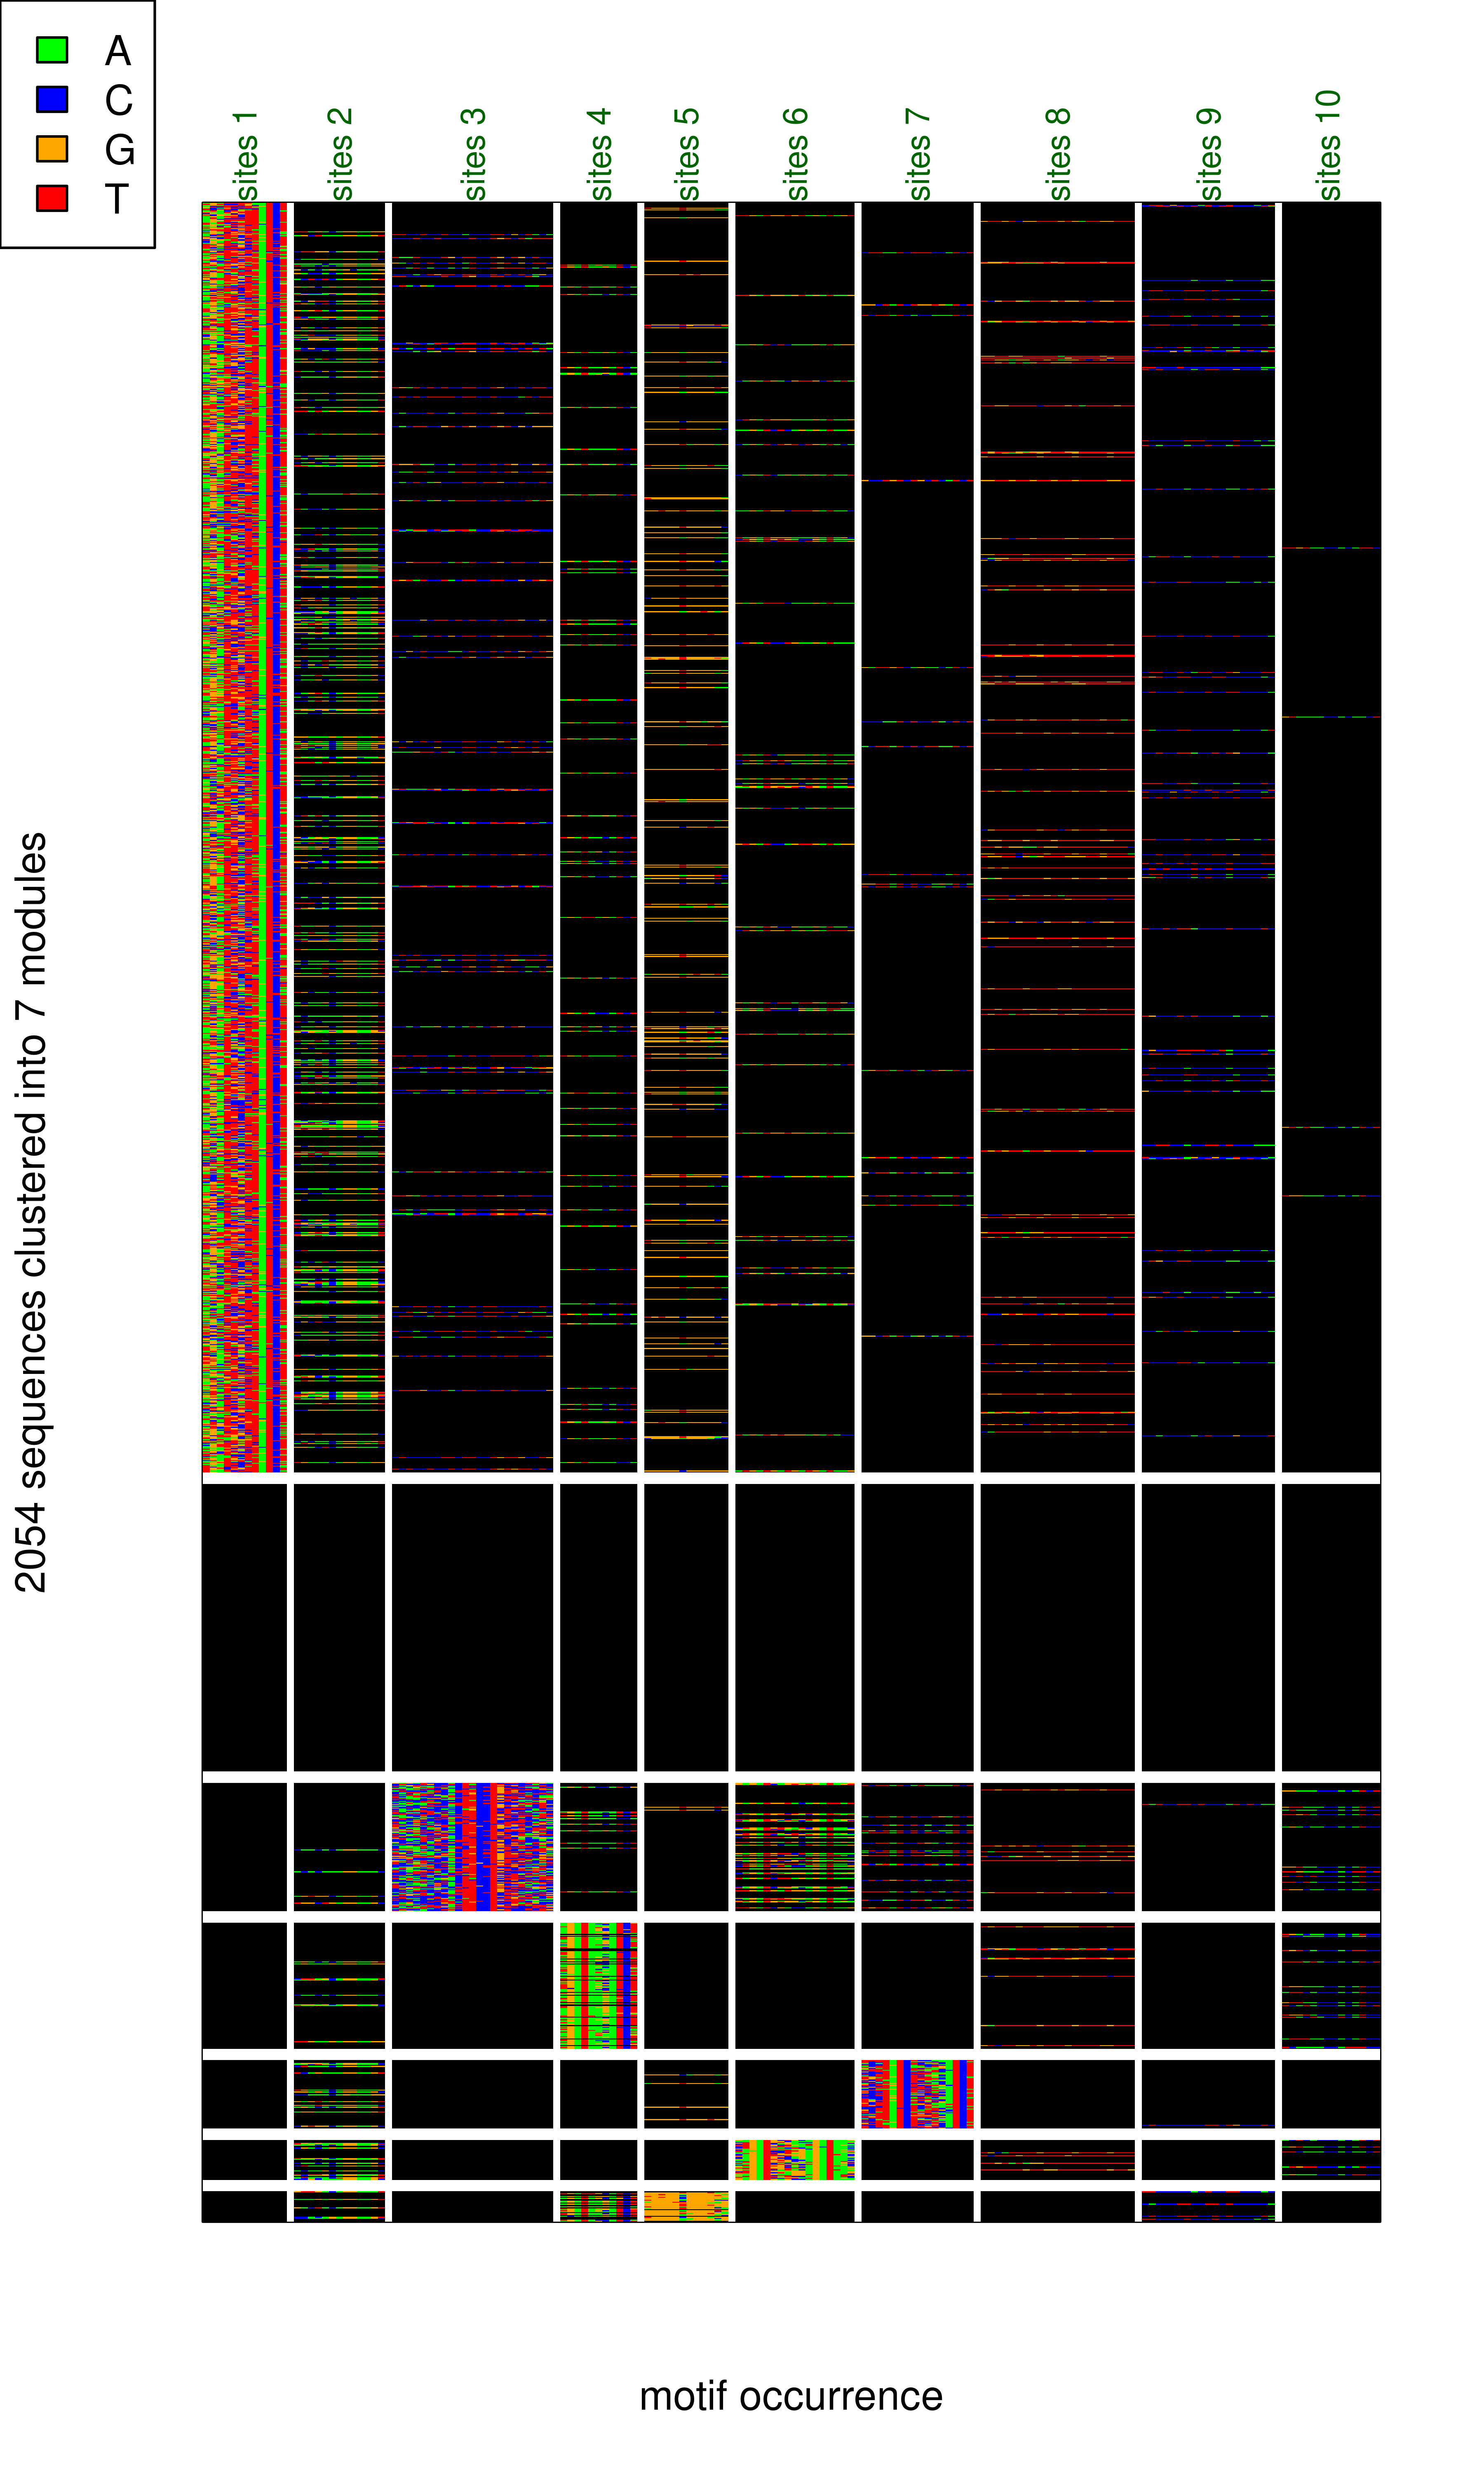 A
C
G
T
sites 1
sites 2
sites 3
sites 4
sites 5
sites 6
sites 7
sites 8
sites 9
sites 10
2054 sequences clustered into 7 modules
motif occurrence